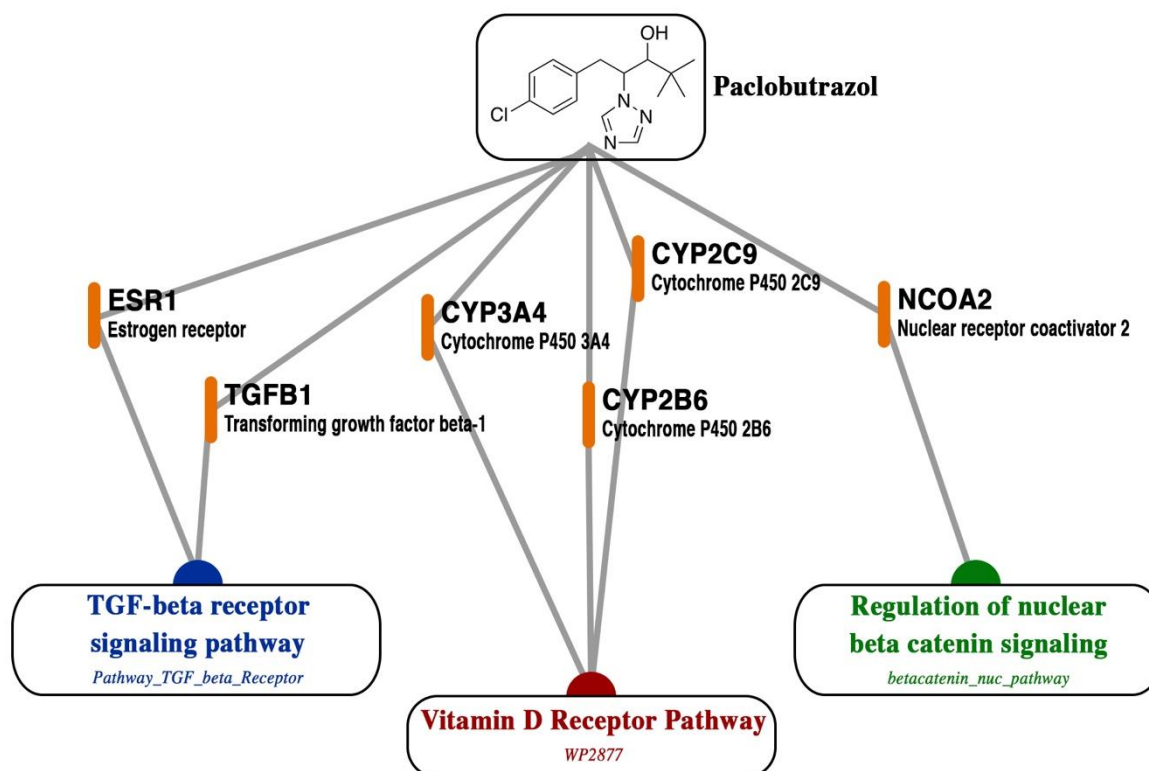 OH
Cl
N
N
N
Paclobutrazol
CYP2C9
Cytochrome P450 2C9
ESR1
Estrogen receptor
CYP3A4
Cytochrome P450 3A4
NCOA2
Nuclear receptor coactivator 2
TGFB1
Transforming growth factor beta-1
CYP2B6
Cytochrome P450 2B6
TGF-beta receptor
signaling pathway
Pathway_TGF_beta_Receptor
Vitamin D Receptor Pathway
WP2877
Regulation of nuclear
beta catenin signaling
betacatenin_nuc_pathway